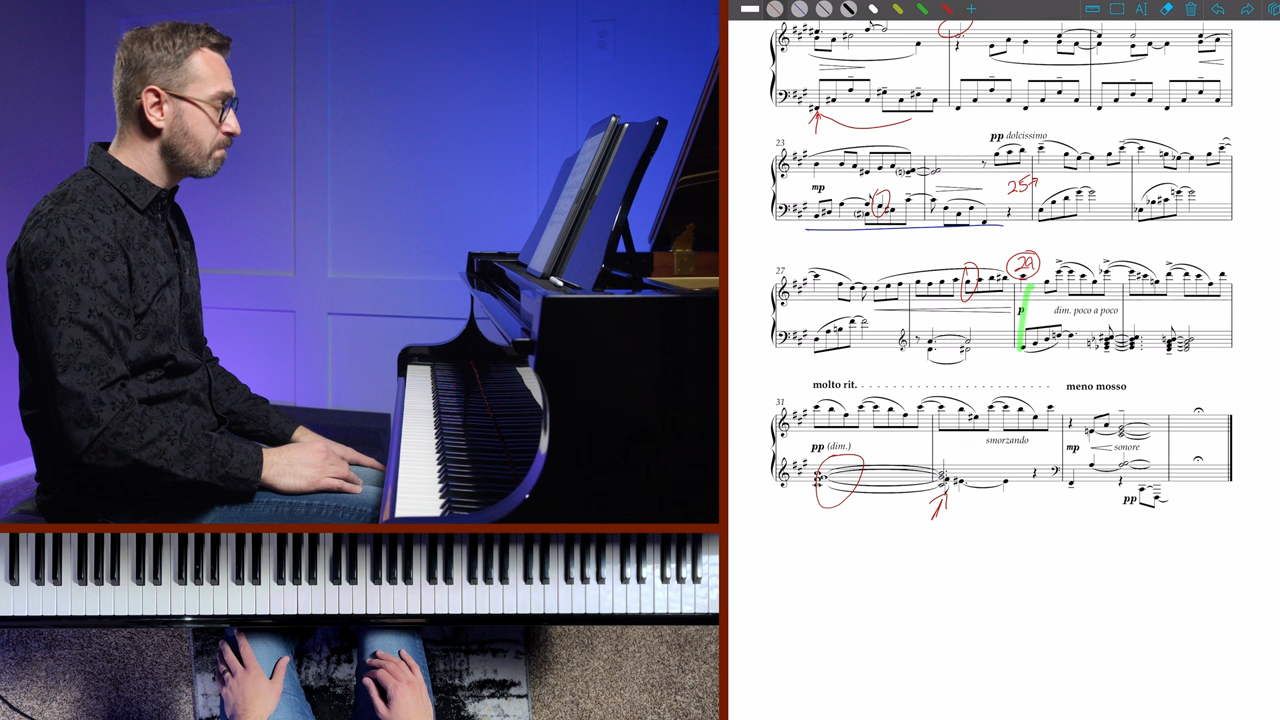 23
pp dolcissimo
mp
25
27
29
p
dim. poco a poco
31
molto rit.
meno mosso
pp (dim.)
smorzando
mp
sonore
pp